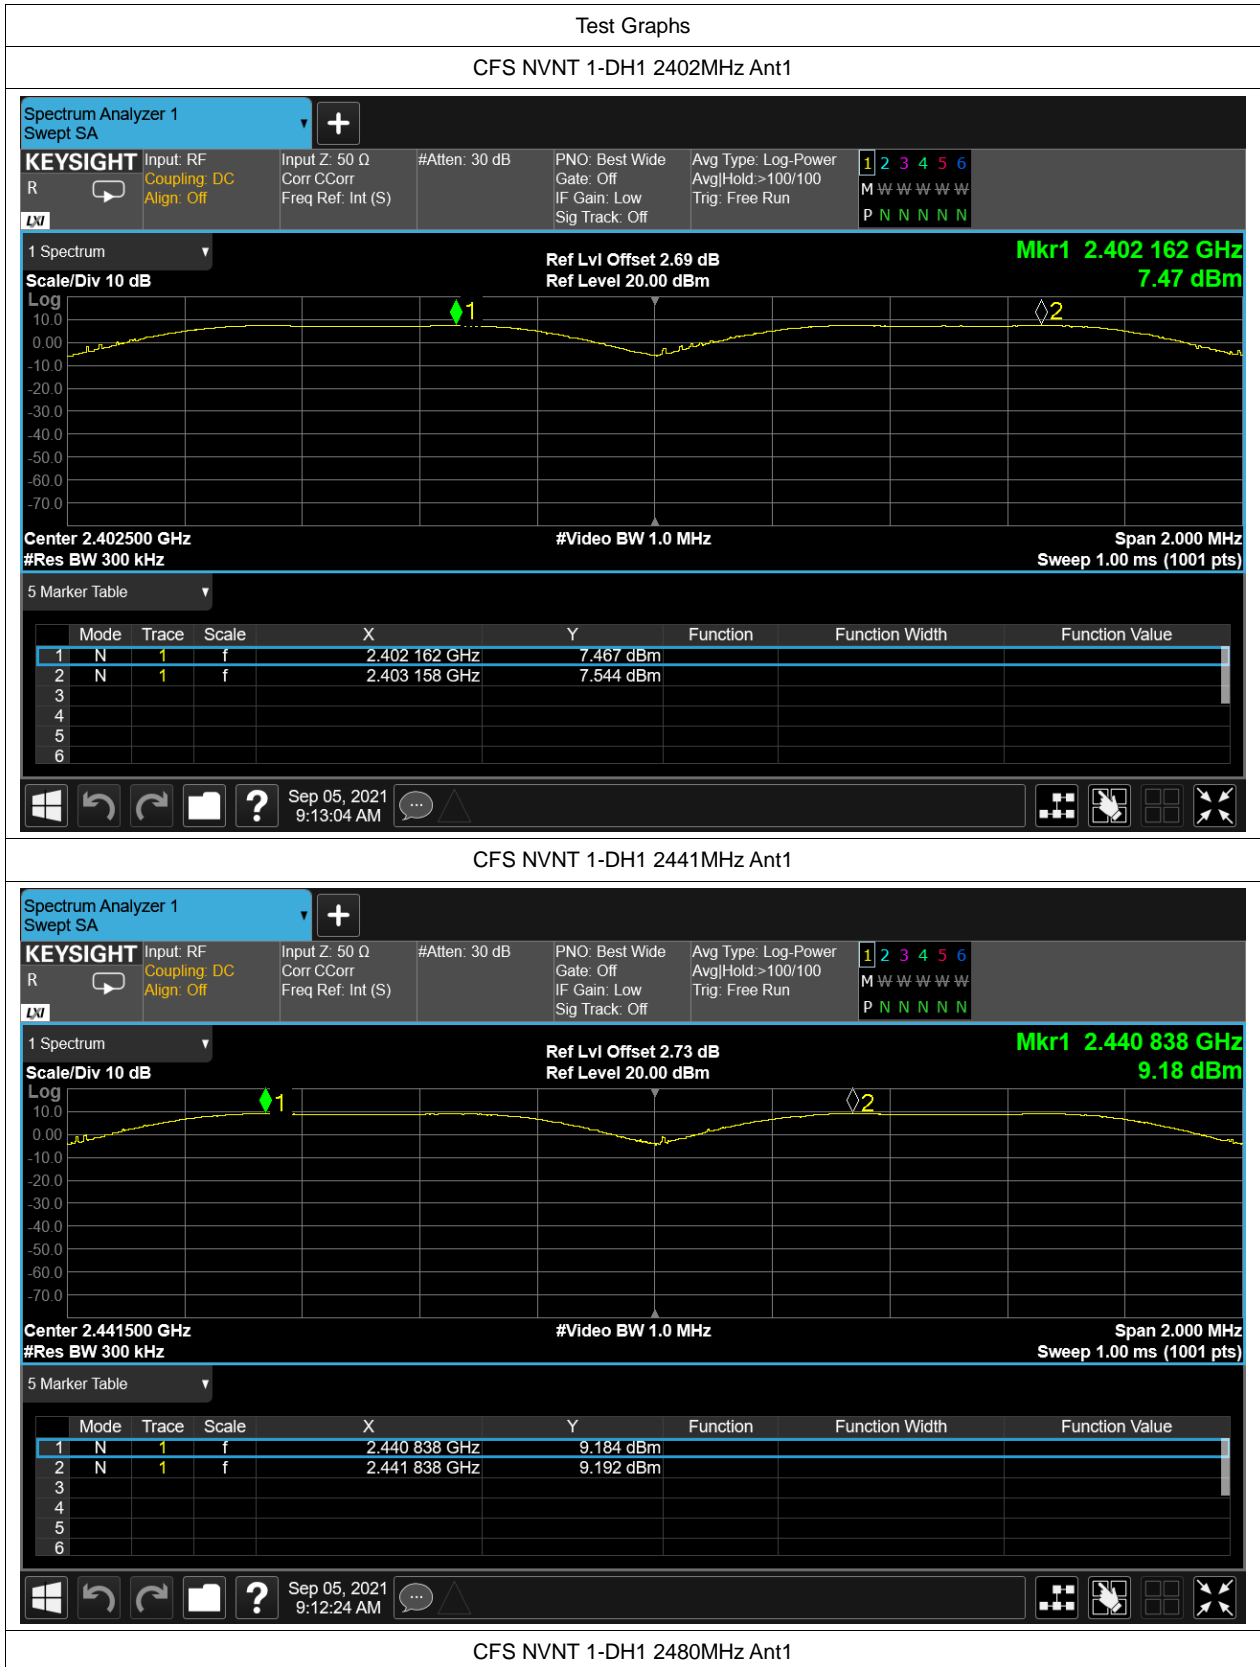 Test Graphs
CFS NVNT 1-DH1 2402MHz Ant1
Spectrum Analyzer 1
Swept SA
KEYSIGHT Input: RF Input Z: 50 Ω #Atten: 30 dB PNO: Best Wide Avg Type: Log-Power 1 2 3 4 5 6
R Coupling: DC Corr CCorr Gate: Off Avg|Hold:>100/100 M W W W W W
Align: Off Freq Ref: Int (S) IF Gain: Low Trig: Free Run
LXI Sig Track: Off P N N N N N
1 Spectrum Ref Lvl Offset 2.69 dB Mkr1 2.402 162 GHz
Scale/Div 10 dB Ref Level 20.00 dBm 7.47 dBm
Log
1 2
10.0
0.00
-10.0
-20.0
-30.0
-40.0
-50.0
-60.0
-70.0
Center 2.402500 GHz #Video BW 1.0 MHz Span 2.000 MHz
#Res BW 300 kHz Sweep 1.00 ms (1001 pts)
5 Marker Table
Mode Trace Scale X Y Function Function Width Function Value
1 N 1 f 2.402 162 GHz 7.467 dBm
2 N 1 f 2.403 158 GHz 7.544 dBm
3
4
5
6
? Sep 05, 2021
9:13:04 AM
CFS NVNT 1-DH1 2441MHz Ant1
Spectrum Analyzer 1
Swept SA
KEYSIGHT Input: RF Input Z: 50 Ω #Atten: 30 dB PNO: Best Wide Avg Type: Log-Power 1 2 3 4 5 6
R Coupling: DC Corr CCorr Gate: Off Avg|Hold:>100/100 M W W W W W
Align: Off Freq Ref: Int (S) IF Gain: Low Trig: Free Run
LXI Sig Track: Off P N N N N N
1 Spectrum Ref Lvl Offset 2.73 dB Mkr1 2.440 838 GHz
Scale/Div 10 dB Ref Level 20.00 dBm 9.18 dBm
Log
1 2
10.0
0.00
-10.0
-20.0
-30.0
-40.0
-50.0
-60.0
-70.0
Center 2.441500 GHz #Video BW 1.0 MHz Span 2.000 MHz
#Res BW 300 kHz Sweep 1.00 ms (1001 pts)
5 Marker Table
Mode Trace Scale X Y Function Function Width Function Value
1 N 1 f 2.440 838 GHz 9.184 dBm
2 N 1 f 2.441 838 GHz 9.192 dBm
3
4
5
6
? Sep 05, 2021
9:12:24 AM
CFS NVNT 1-DH1 2480MHz Ant1